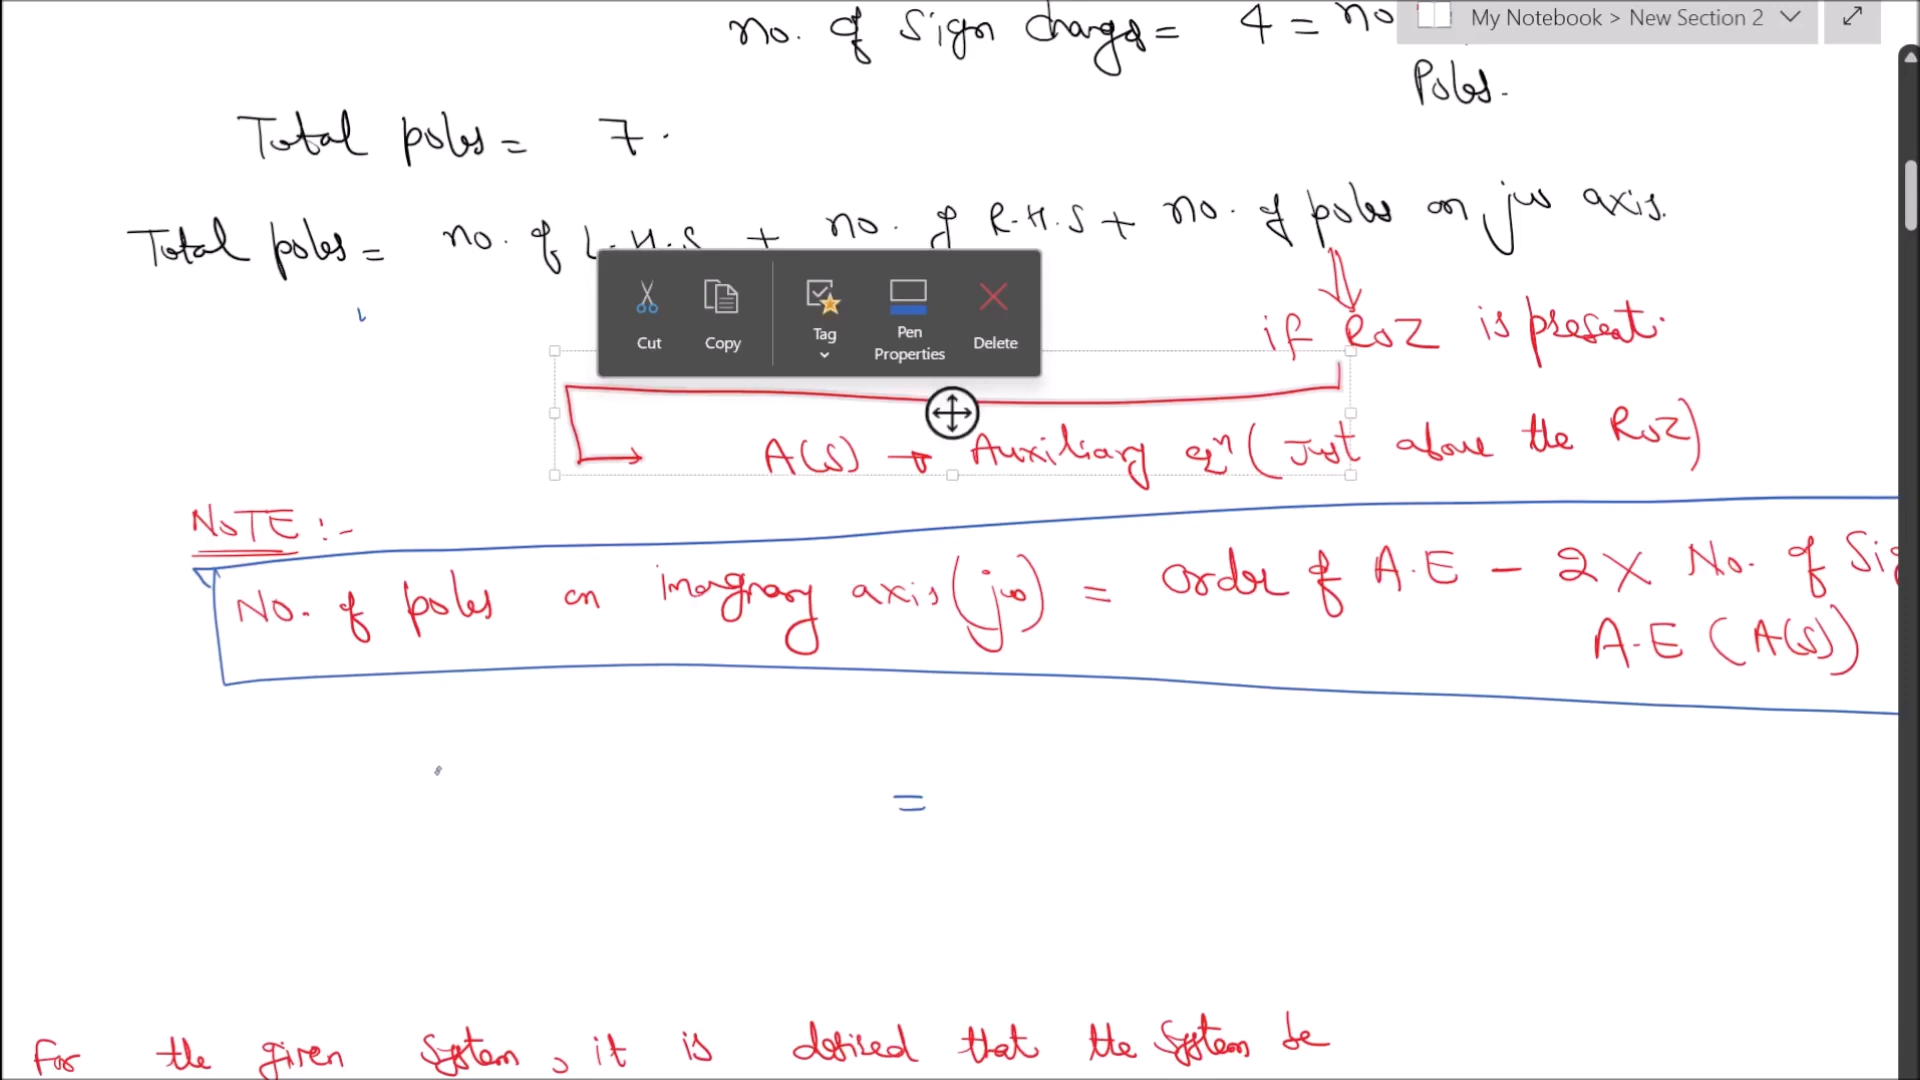 My Notebook > New Section 2
no. of Sign changes = 4 = no
Poles.
Total poles = 7.
Total poles = no. of L.H.S + no. of R.H.S + no. of poles on jw axis.
Cut Copy Tag Pen Properties Delete
if ROZ is present.
A(S) → Auxiliary eqn (Just above the ROZ)
NOTE :-
No. of poles on imaginary axis (jw) = order of A.E - 2 X No. of Sig
A.E (A(S))
=
For the given System, it is desired that the System be